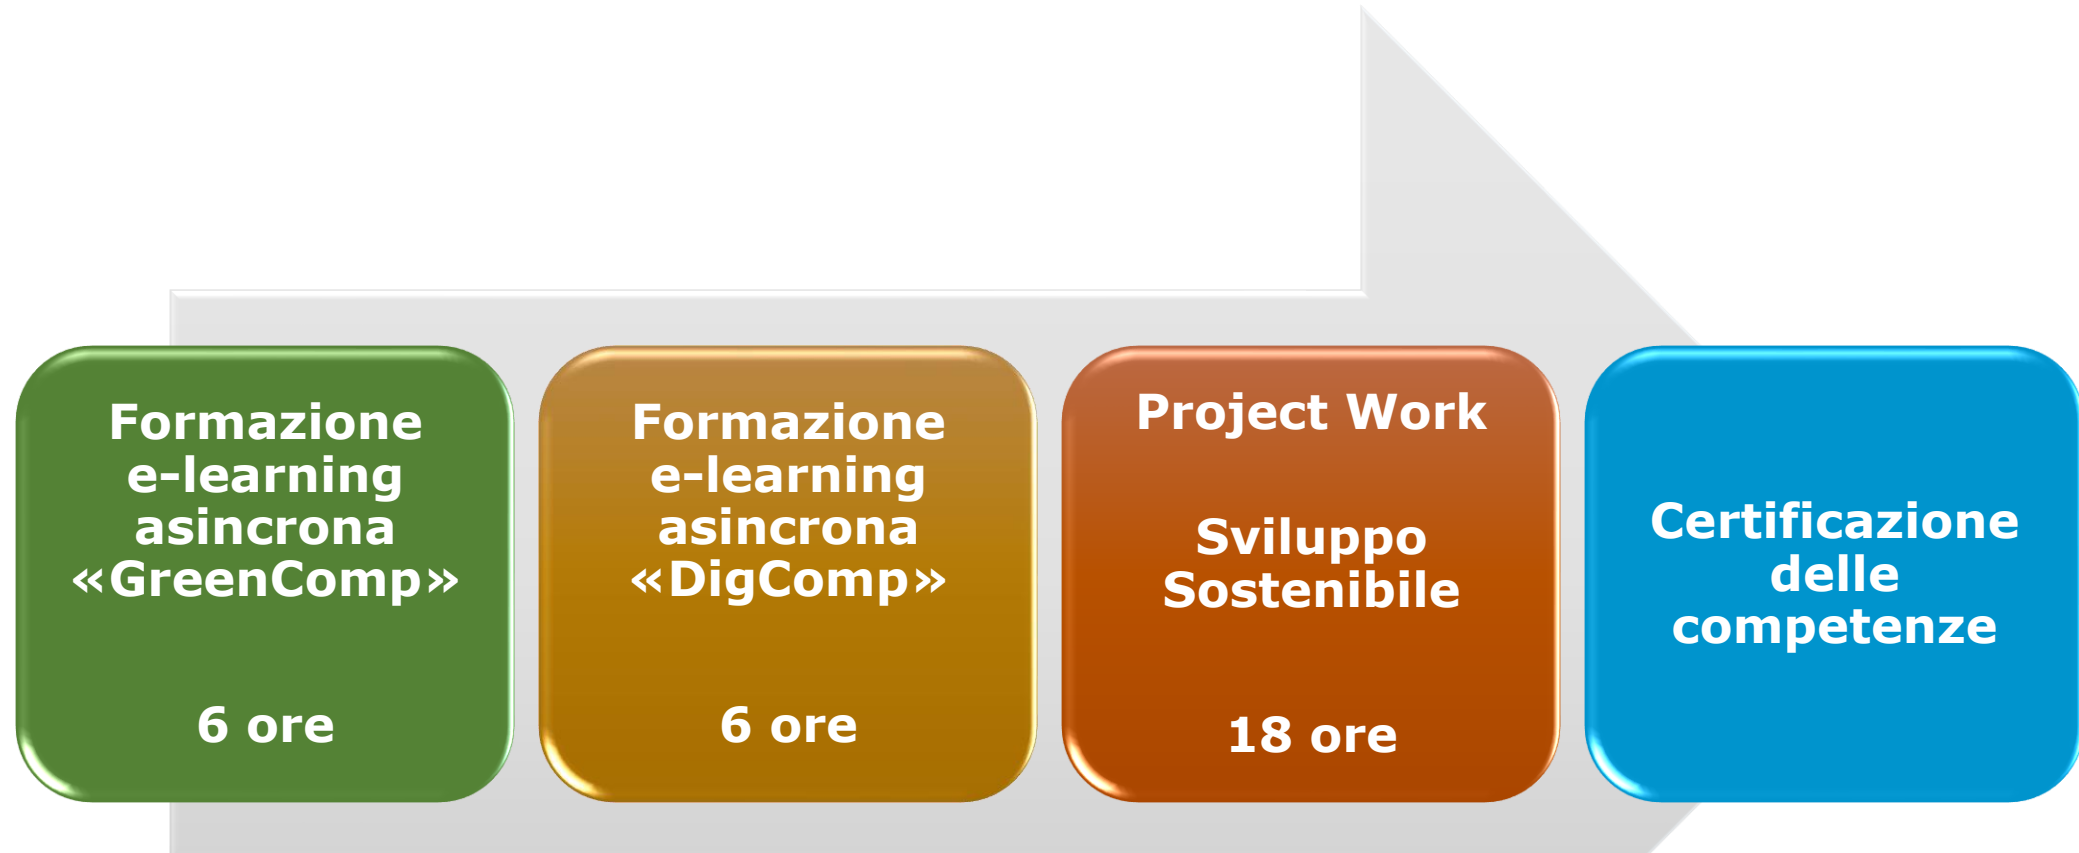 Formazione
e-learning
asincrona
«GreenComp»
6 ore
Formazione
e-learning
asincrona
«DigComp»
6 ore
Project Work
Sviluppo
Sostenibile
18 ore
Certificazione
delle
competenze